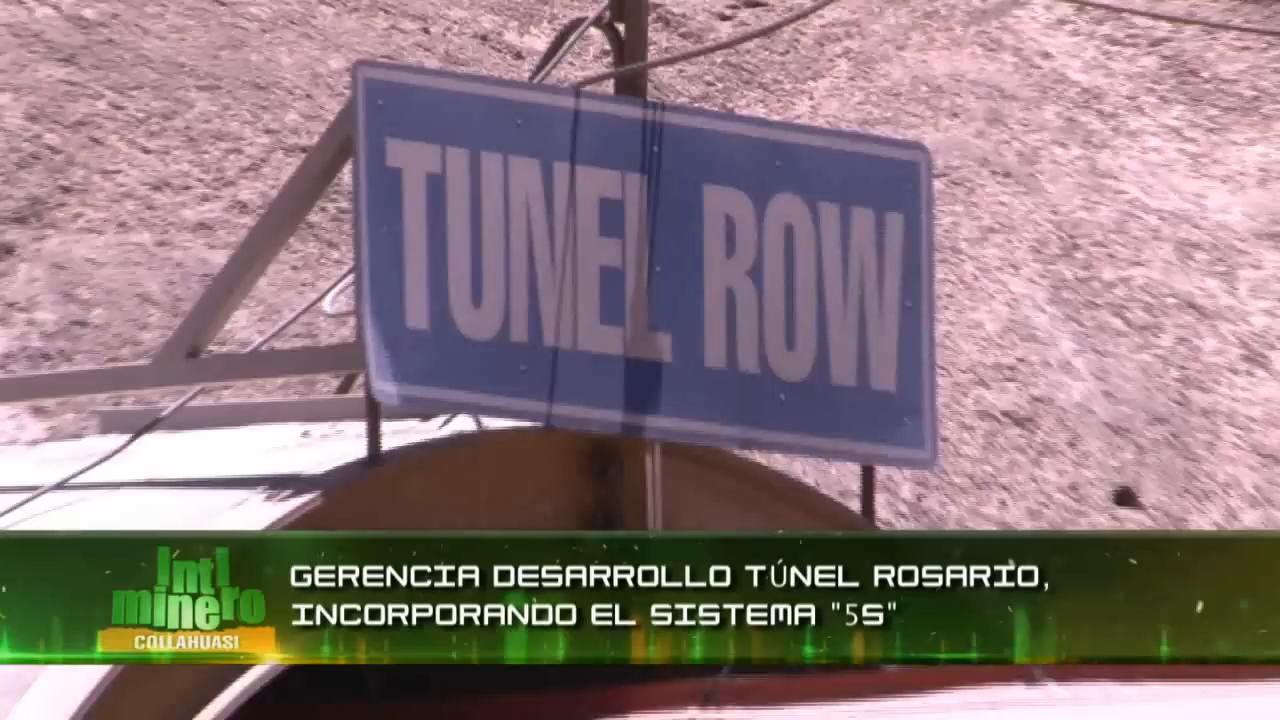 TUNEL ROW
Inti
minero
COLLAHUASI
GERENCIA DESARROLLO TÚNEL ROSARIO,
INCORPORANDO EL SISTEMA "5S"